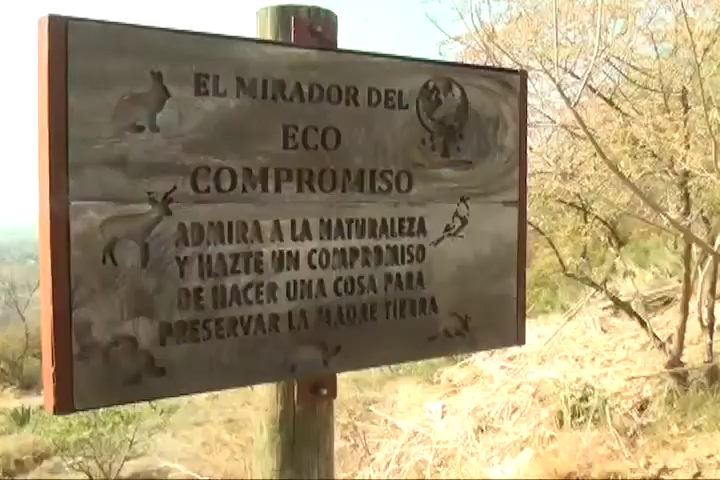 EL MIRADOR DEL
ECO
COMPROMISO
ADMIRA A LA NATURALEZA
Y HAZTE UN COMPROMISO
DE HACER UNA COSA PARA
PRESERVAR LA MADRE TIERRA